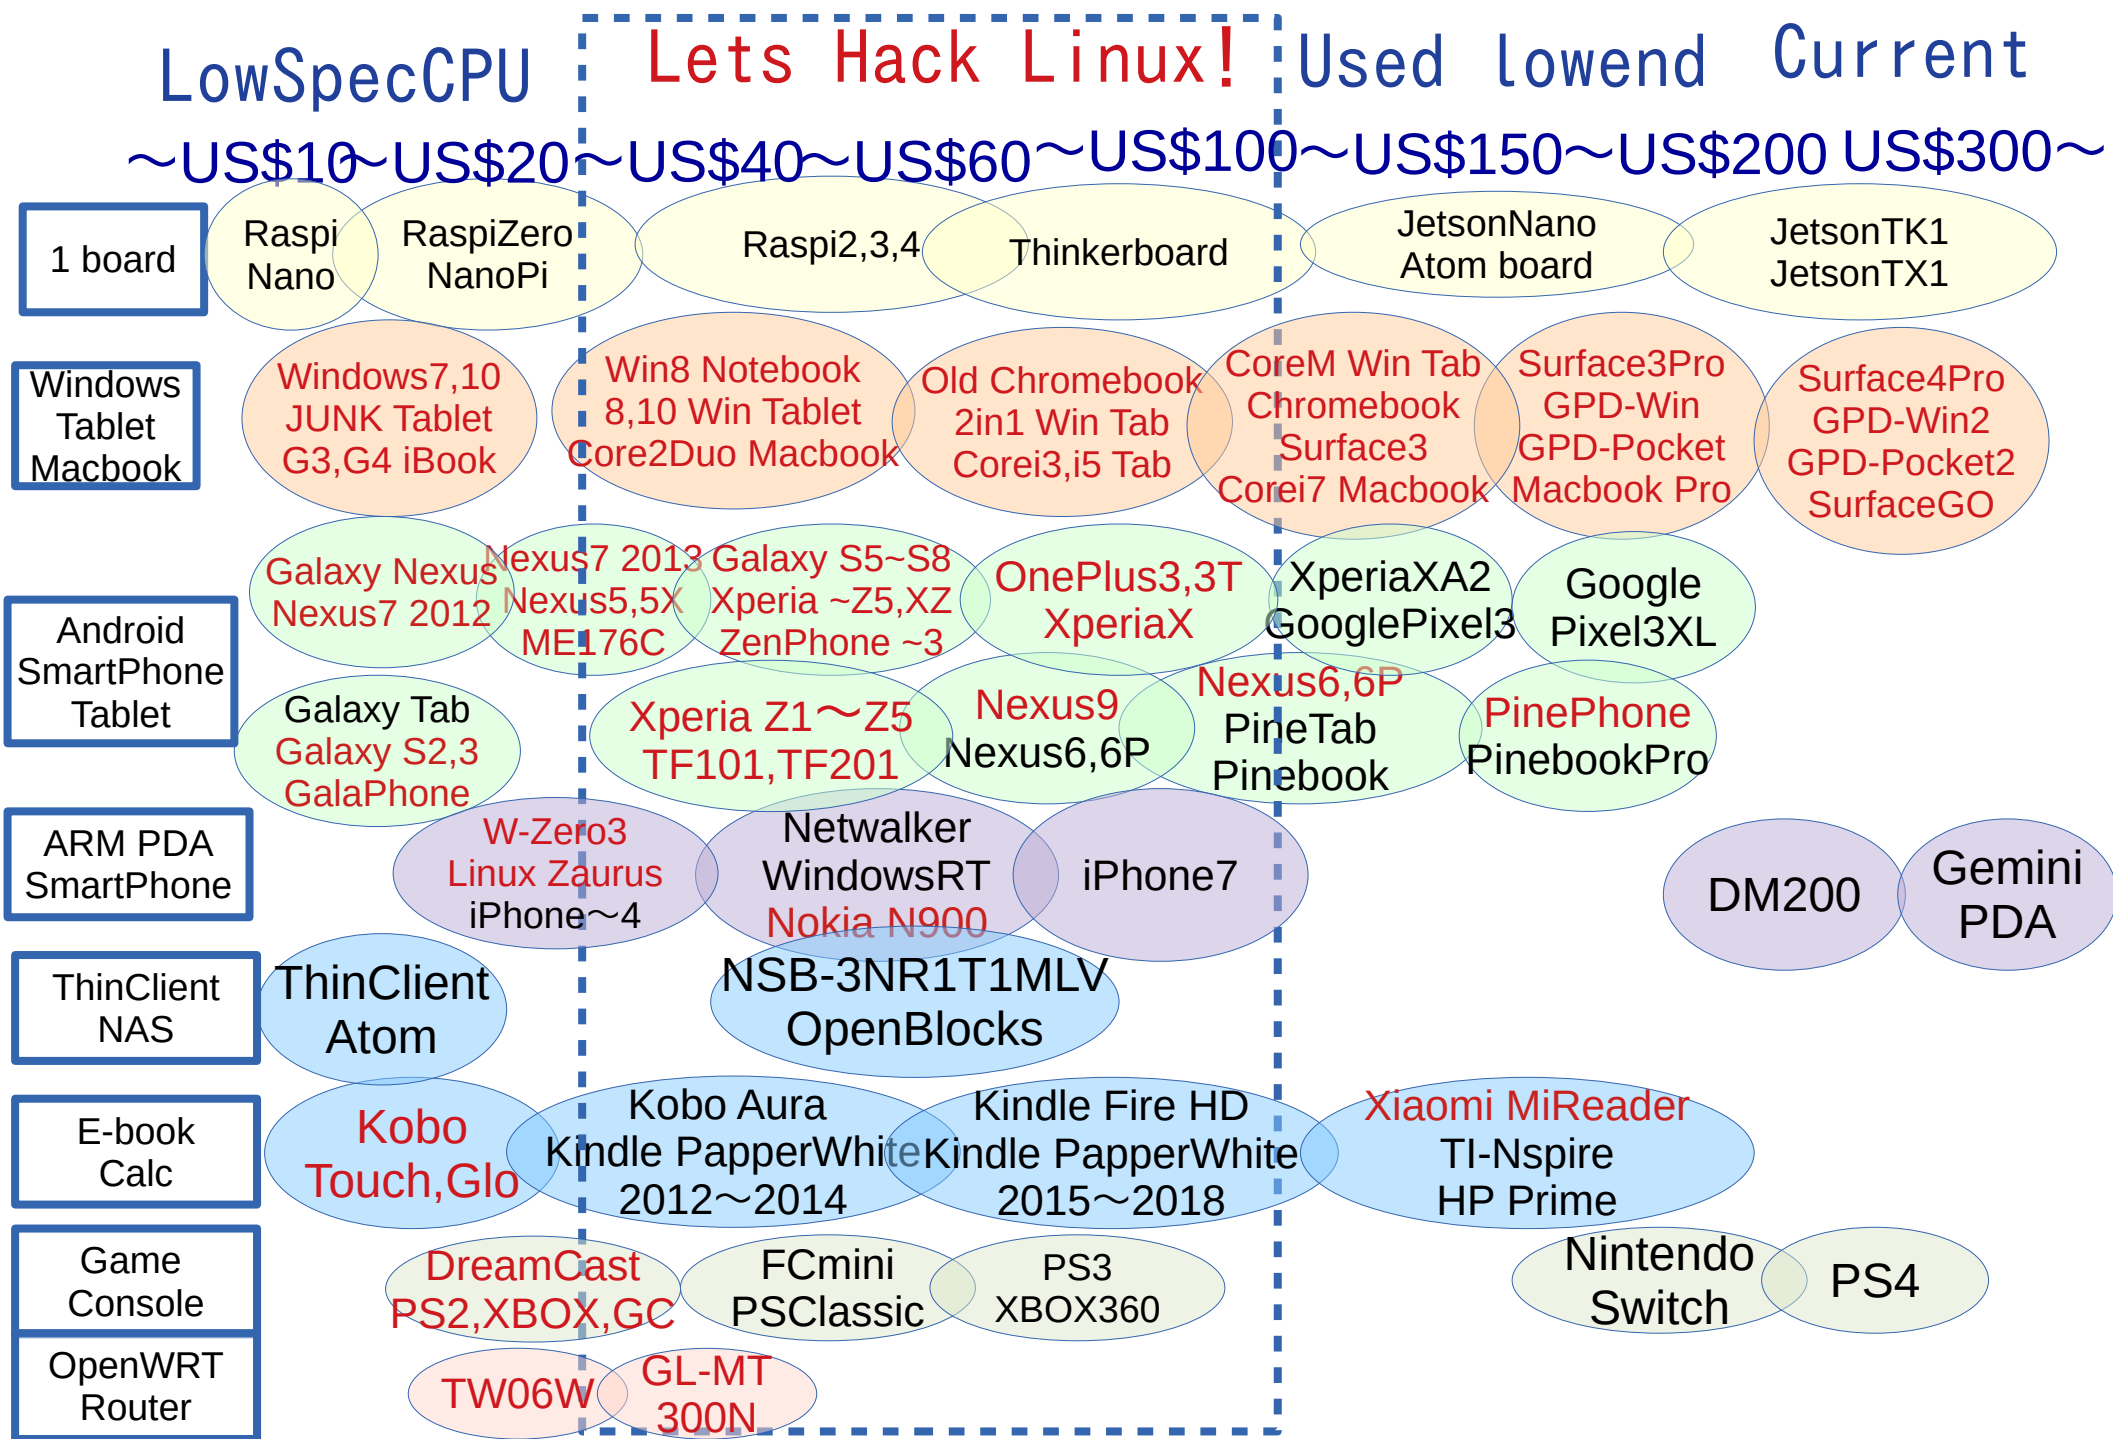 LowSpecCPU
Lets Hack Linux!
Used lowend
Current
～US$10
～US$20
～US$40
～US$60
～US$100
～US$150
～US$200
US$300～
1 board
Raspi
Nano
RaspiZero
NanoPi
Raspi2,3,4
Thinkerboard
JetsonNano
Atom board
JetsonTK1
JetsonTX1
Windows
Tablet
Macbook
Windows7,10
JUNK Tablet
G3,G4 iBook
Win8 Notebook
8,10 Win Tablet
Core2Duo Macbook
Old Chromebook
2in1 Win Tab
Corei3,i5 Tab
CoreM Win Tab
Chromebook
Surface3
Corei7 Macbook
Surface3Pro
GPD-Win
GPD-Pocket
Macbook Pro
Surface4Pro
GPD-Win2
GPD-Pocket2
SurfaceGO
Android
SmartPhone
Tablet
Galaxy Nexus
Nexus7 2012
Nexus7 2013
Nexus5,5X
ME176C
Galaxy S5~S8
Xperia ~Z5,XZ
ZenPhone ~3
OnePlus3,3T
XperiaX
XperiaXA2
GooglePixel3
Google
Pixel3XL
Galaxy Tab
Galaxy S2,3
GalaPhone
Xperia Z1～Z5
TF101,TF201
Nexus9
Nexus6,6P
Nexus6,6P
PineTab
Pinebook
PinePhone
PinebookPro
ARM PDA
SmartPhone
W-Zero3
Linux Zaurus
iPhone～4
Netwalker
WindowsRT
Nokia N900
iPhone7
DM200
Gemini
PDA
ThinClient
NAS
ThinClient
Atom
NSB-3NR1T1MLV
OpenBlocks
E-book
Calc
Kobo
Touch,Glo
Kobo Aura
Kindle PapperWhite
2012～2014
Kindle Fire HD
Kindle PapperWhite
2015～2018
Xiaomi MiReader
TI-Nspire
HP Prime
Game
Console
DreamCast
PS2,XBOX,GC
FCmini
PSClassic
PS3
XBOX360
Nintendo
Switch
PS4
OpenWRT
Router
TW06W
GL-MT
300N